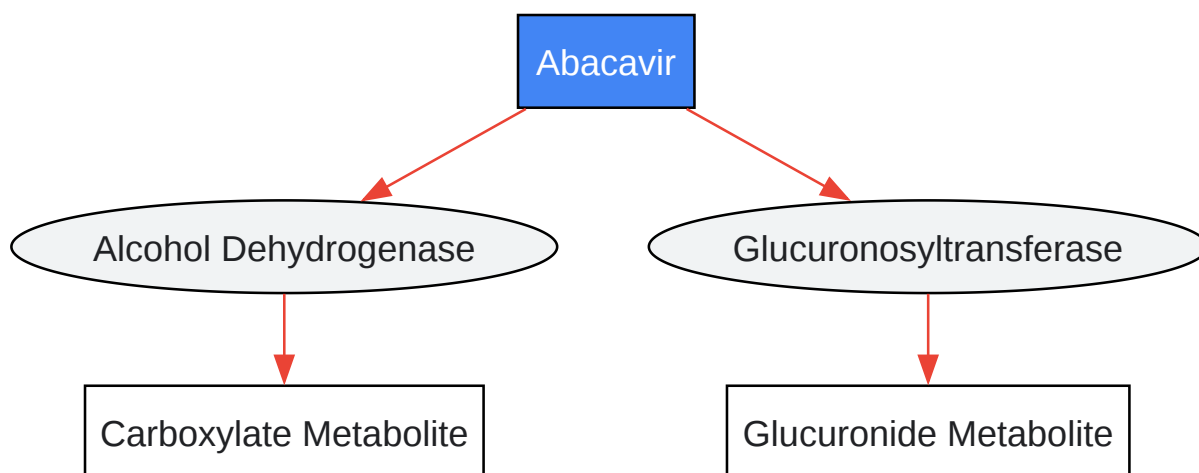 Abacavir
Alcohol Dehydrogenase
Glucuronosyltransferase
Carboxylate Metabolite
Glucuronide Metabolite